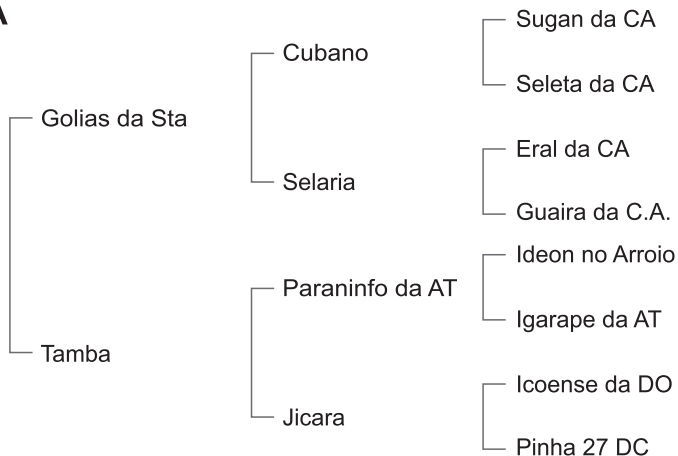 A
Sugan da CA
Cubano
Seleta da CA
Golias da Sta
Eral da CA
Selaria
Guaira da C.A.
Ideon no Arroio
Paraninfo da AT
Igarape da AT
Tamba
Icoense da DO
Jicara
Pinha 27 DC